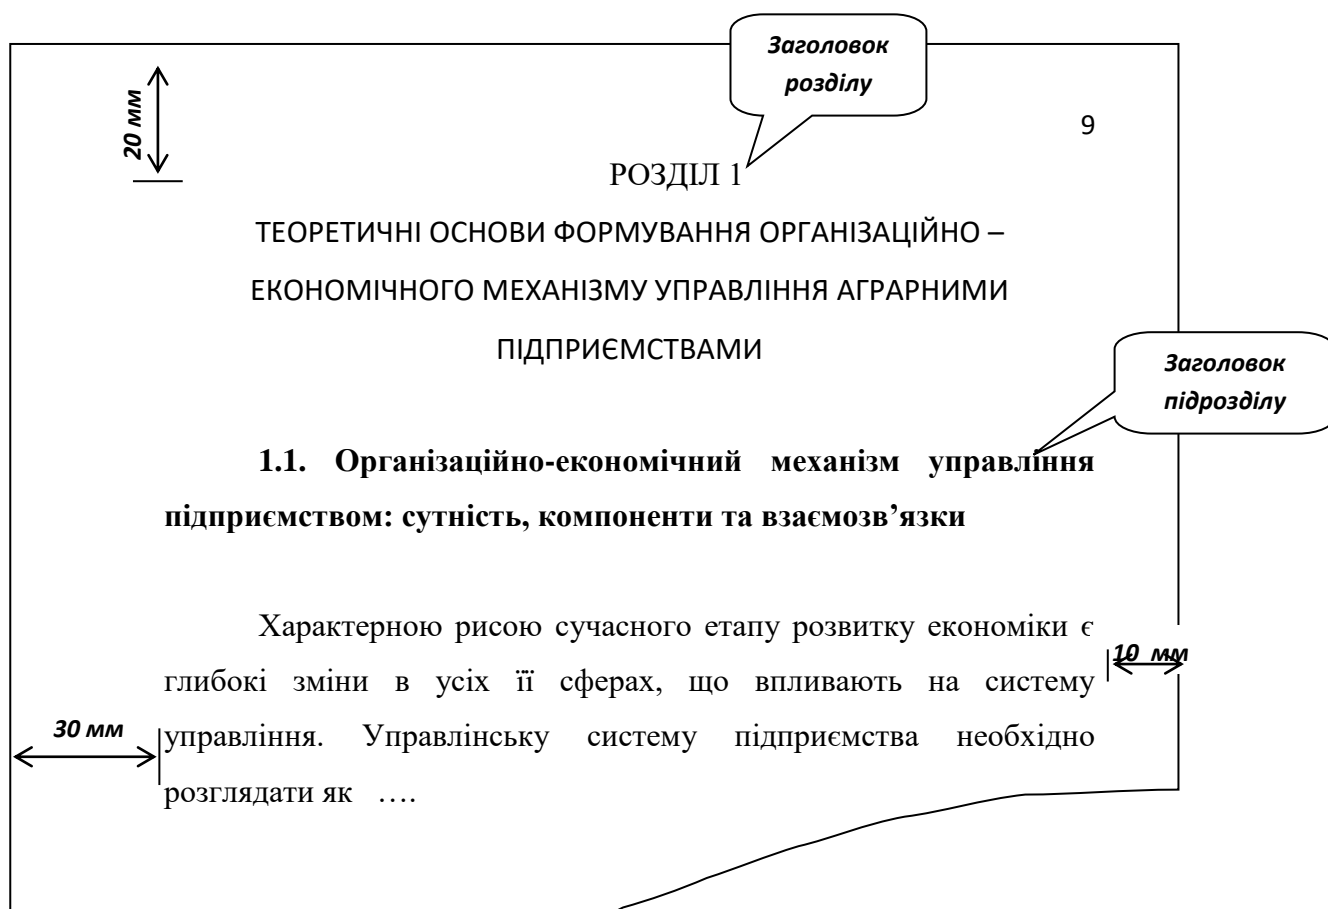 Заголовок
розділу
20 мм
9
РОЗДІЛ 1
ТЕОРЕТИЧНІ ОСНОВИ ФОРМУВАННЯ ОРГАНІЗАЦІЙНО –
ЕКОНОМІЧНОГО МЕХАНІЗМУ УПРАВЛІННЯ АГРАРНИМИ
ПІДПРИЄМСТВАМИ
Заголовок
підрозділу
1.1. Організаційно-економічний механізм управління
підприємством: сутність, компоненти та взаємозв’язки
Характерною рисою сучасного етапу розвитку економіки є
глибокі зміни в усіх її сферах, що впливають на систему
10 мм
30 мм
управління. Управлінську систему підприємства необхідно
розглядати як ….